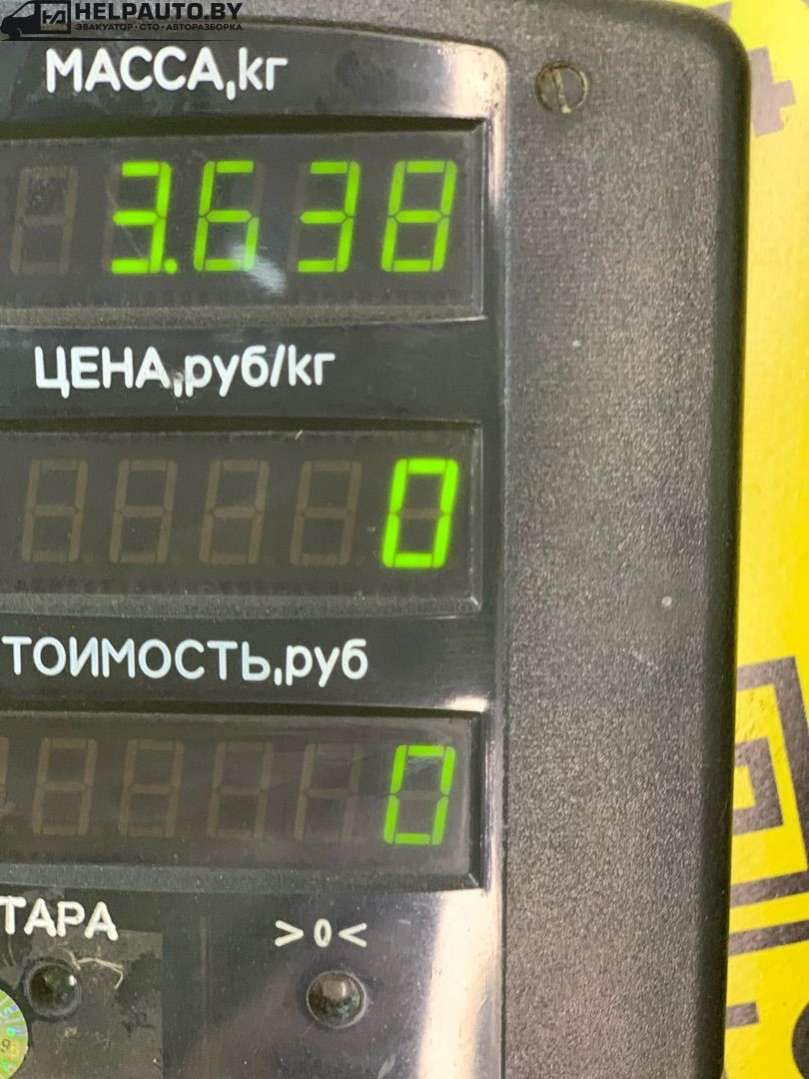 HELPAUTO.BY
ЭВАКУАТОР · СТО · АВТОРАЗБОРКА
МАССА,кг
3.638
ЦЕНА,руб/кг
0
ТОИМОСТЬ,руб
0
ТАРА
>0<